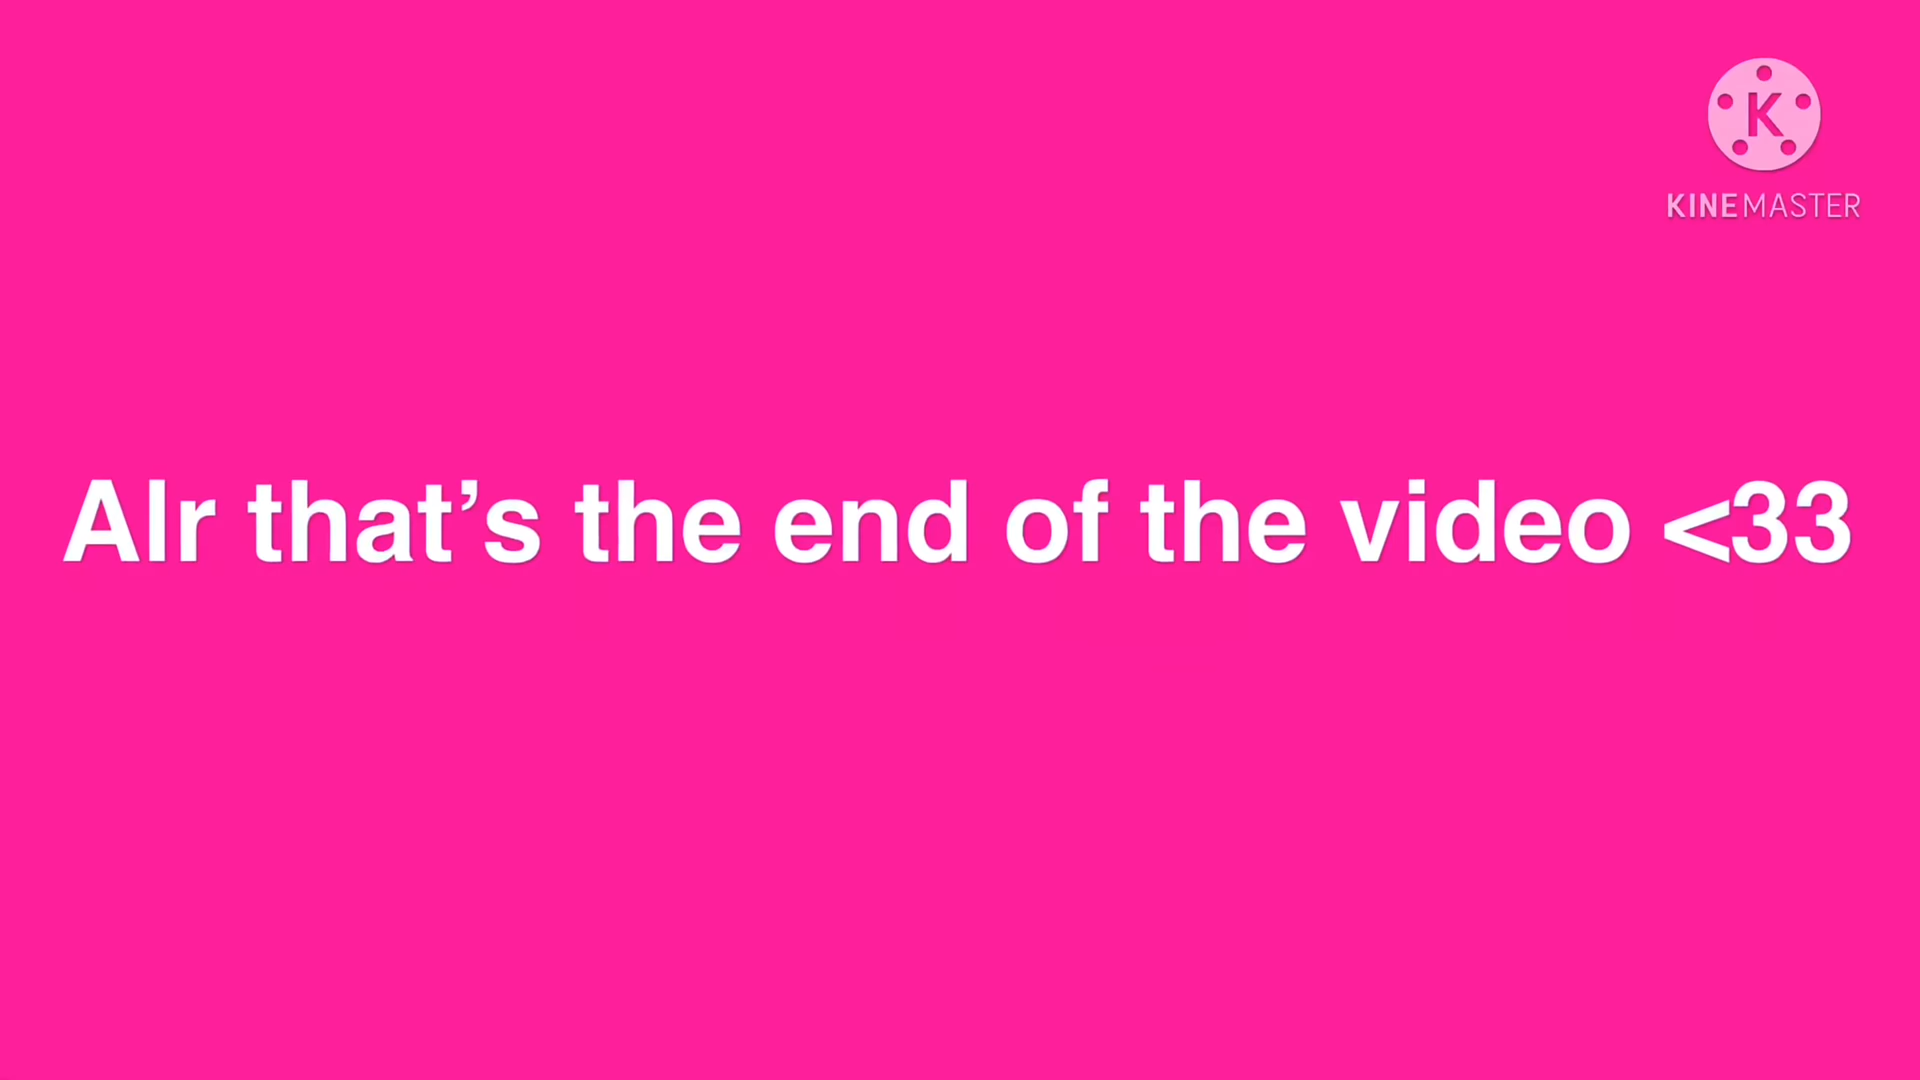 K
KINEMASTER
Alr that’s the end of the video <33